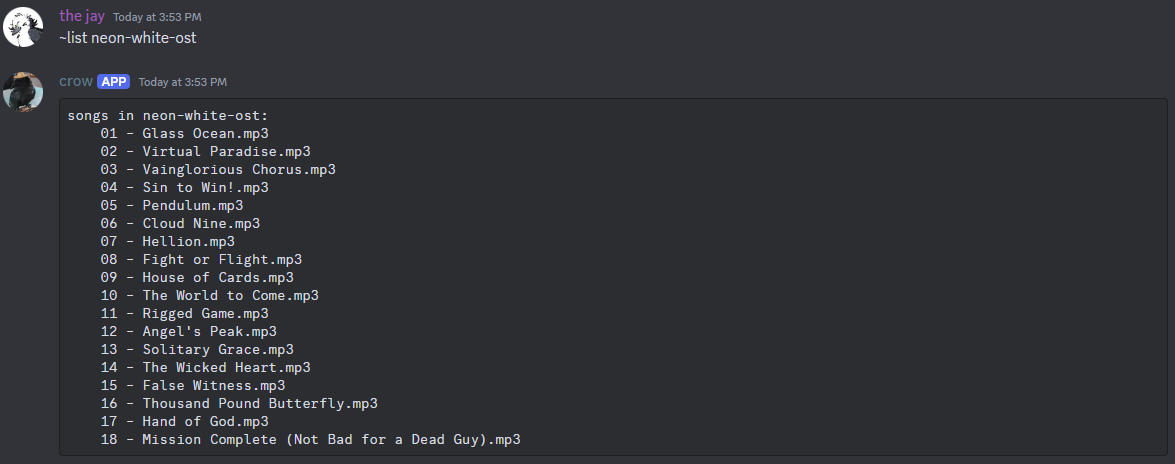 the jay Today at 3:53 PM
~list neon-white-ost
crow APP Today at 3:53 PM
songs in neon-white-ost:
01 - Glass Ocean.mp3
02 - Virtual Paradise.mp3
03 - Vainglorious Chorus.mp3
04 - Sin to Win!.mp3
05 - Pendulum.mp3
06 - Cloud Nine.mp3
07 - Hellion.mp3
08 - Fight or Flight.mp3
09 - House of Cards.mp3
10 - The World to Come.mp3
11 - Rigged Game.mp3
12 - Angel's Peak.mp3
13 - Solitary Grace.mp3
14 - The Wicked Heart.mp3
15 - False Witness.mp3
16 - Thousand Pound Butterfly.mp3
17 - Hand of God.mp3
18 - Mission Complete (Not Bad for a Dead Guy).mp3